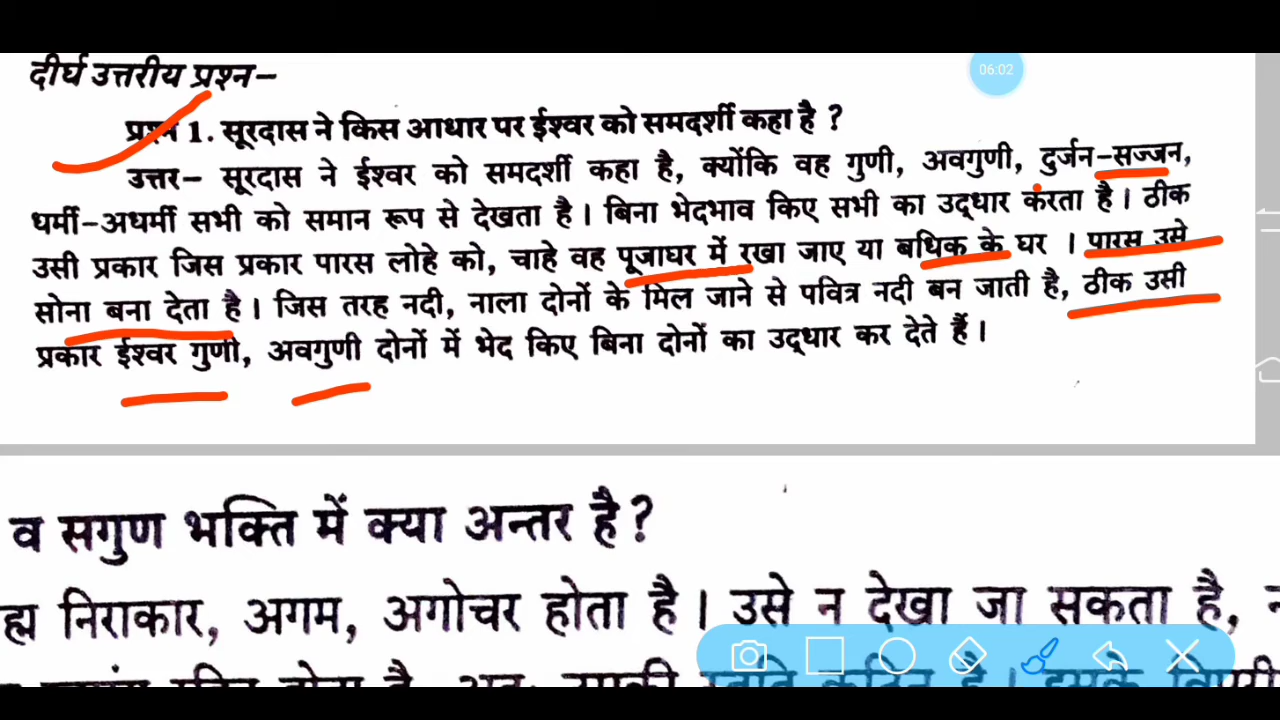 दीर्घ उत्तरीय प्रश्न–
06:02
प्रश्न 1. सूरदास ने किस आधार पर ईश्वर को समदर्शी कहा है ?
उत्तर– सूरदास ने ईश्वर को समदर्शी कहा है, क्योंकि वह गुणी, अवगुणी, दुर्जन–सज्जन,
धर्मी–अधर्मी सभी को समान रूप से देखता है। बिना भेदभाव किए सभी का उद्धार करता है। ठीक
उसी प्रकार जिस प्रकार पारस लोहे को, चाहे वह पूजाघर में रखा जाए या बधिक के घर । पारस उसे
सोना बना देता है। जिस तरह नदी, नाला दोनों के मिल जाने से पवित्र नदी बन जाती है, ठीक उसी
प्रकार ईश्वर गुणी, अवगुणी दोनों में भेद किए बिना दोनों का उद्धार कर देते हैं।
व सगुण भक्ति में क्या अन्तर है?
ह्म निराकार, अगम, अगोचर होता है। उसे न देखा जा सकता है,